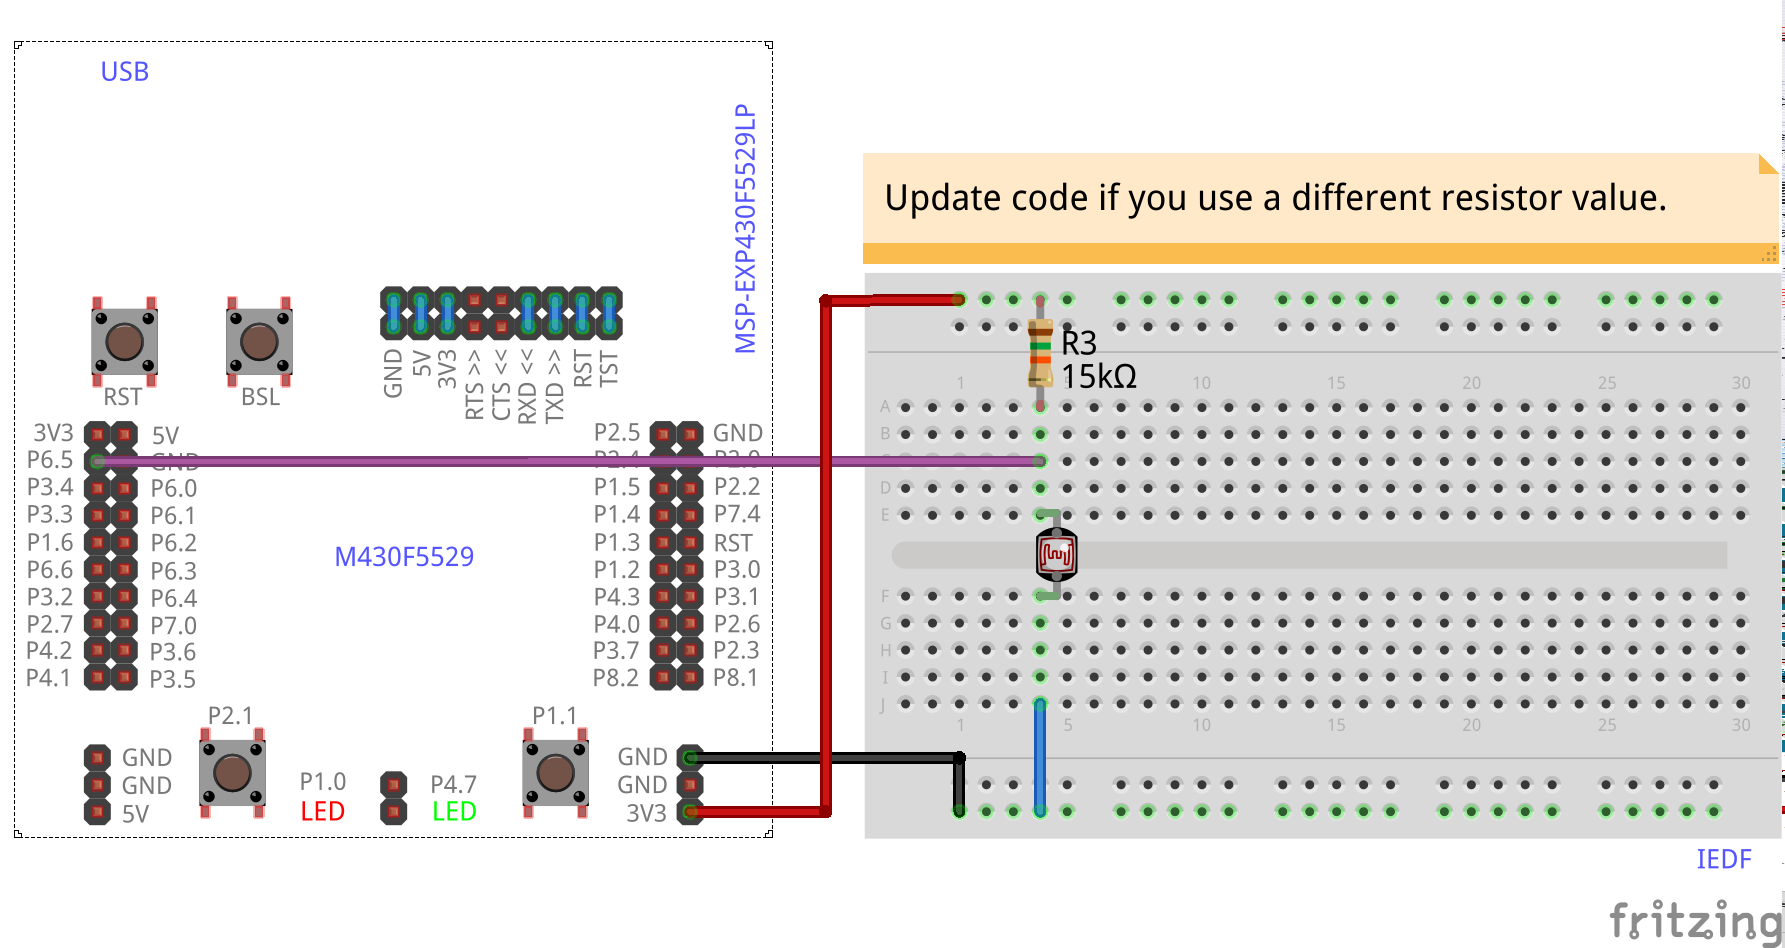 USB
MSP-EXP430F5529LP
Update code if you use a different resistor value.
GND
5V
3V3
RTS >>
CTS <<
RXD <<
TXD >>
RST
TST
R3
15kΩ
RST
BSL
1 10 15 20 25 30
3V3 5V
P6.5 GND
P3.4 P6.0
P3.3 P6.1
P1.6 P6.2
P6.6 P6.3
P3.2 P6.4
P2.7 P7.0
P4.2 P3.6
P4.1 P3.5
M430F5529
P2.5 GND
P2.4 P2.0
P1.5 P2.2
P1.4 P7.4
P1.3 RST
P1.2 P3.0
P4.3 P3.1
P4.0 P2.6
P3.7 P2.3
P8.2 P8.1
A
B
D
E
F
G
H
I
J
1 5 10 15 20 25 30
P2.1
P1.1
GND
GND
5V
P1.0
LED
P4.7
LED
GND
GND
3V3
IEDF
fritzing